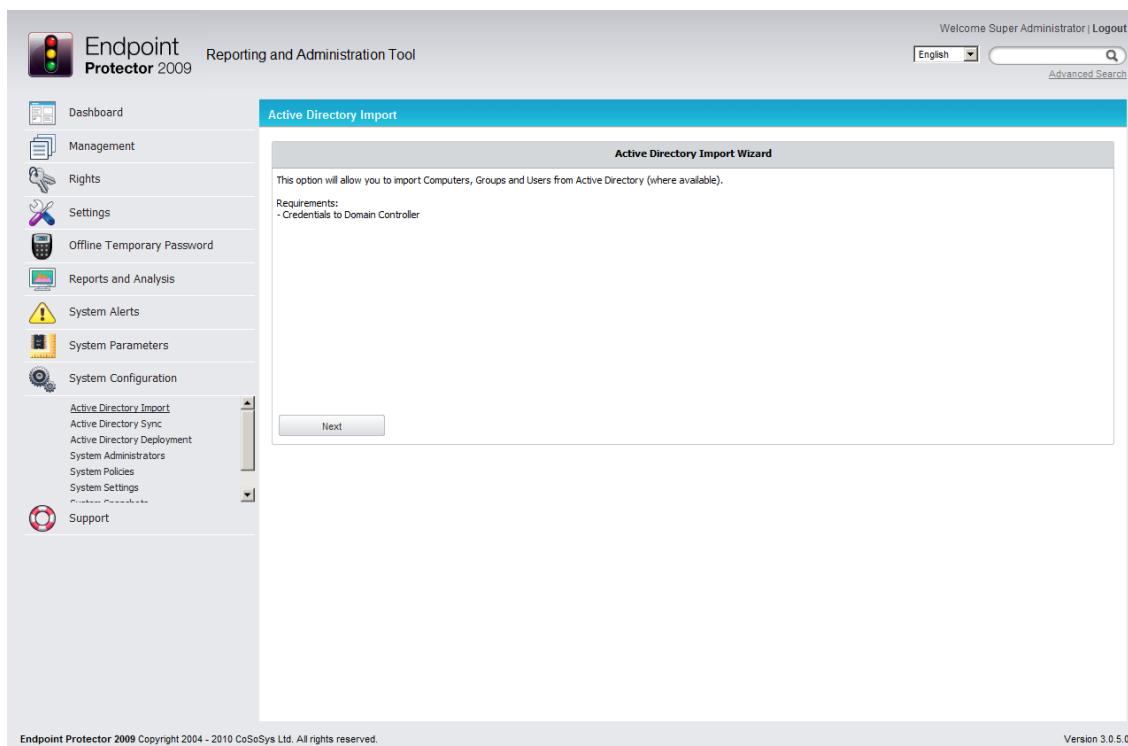 Welcome Super Administrator | Logout
Endpoint
Protector 2009
Reporting and Administration Tool
English
Advanced Search
Dashboard
Management
Rights
Settings
Offline Temporary Password
Reports and Analysis
System Alerts
System Parameters
System Configuration
Active Directory Import
Active Directory Sync
Active Directory Deployment
System Administrators
System Policies
System Settings
Support
Active Directory Import
Active Directory Import Wizard
This option will allow you to import Computers, Groups and Users from Active Directory (where available).
Requirements:
- Credentials to Domain Controller
Next
Endpoint Protector 2009 Copyright 2004 - 2010 CoSoSys Ltd. All rights reserved.
Version 3.0.5.0